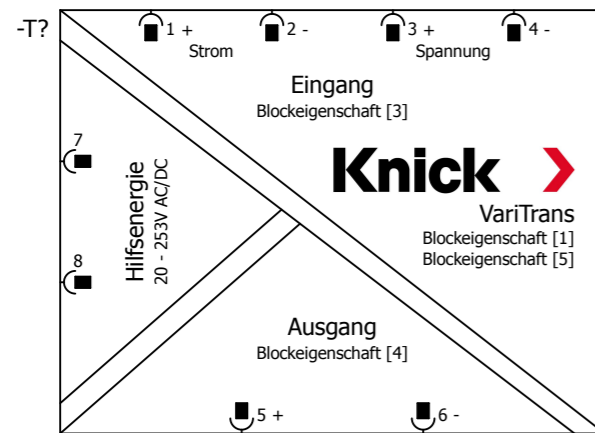 -T?
1 +
2 -
3 +
4 -
Strom
Spannung
Eingang
Blockeigenschaft [3]
Knick
VariTrans
Blockeigenschaft [1]
Blockeigenschaft [5]
7
8
Hilfsenergie
20 - 253V AC/DC
Ausgang
Blockeigenschaft [4]
5 +
6 -